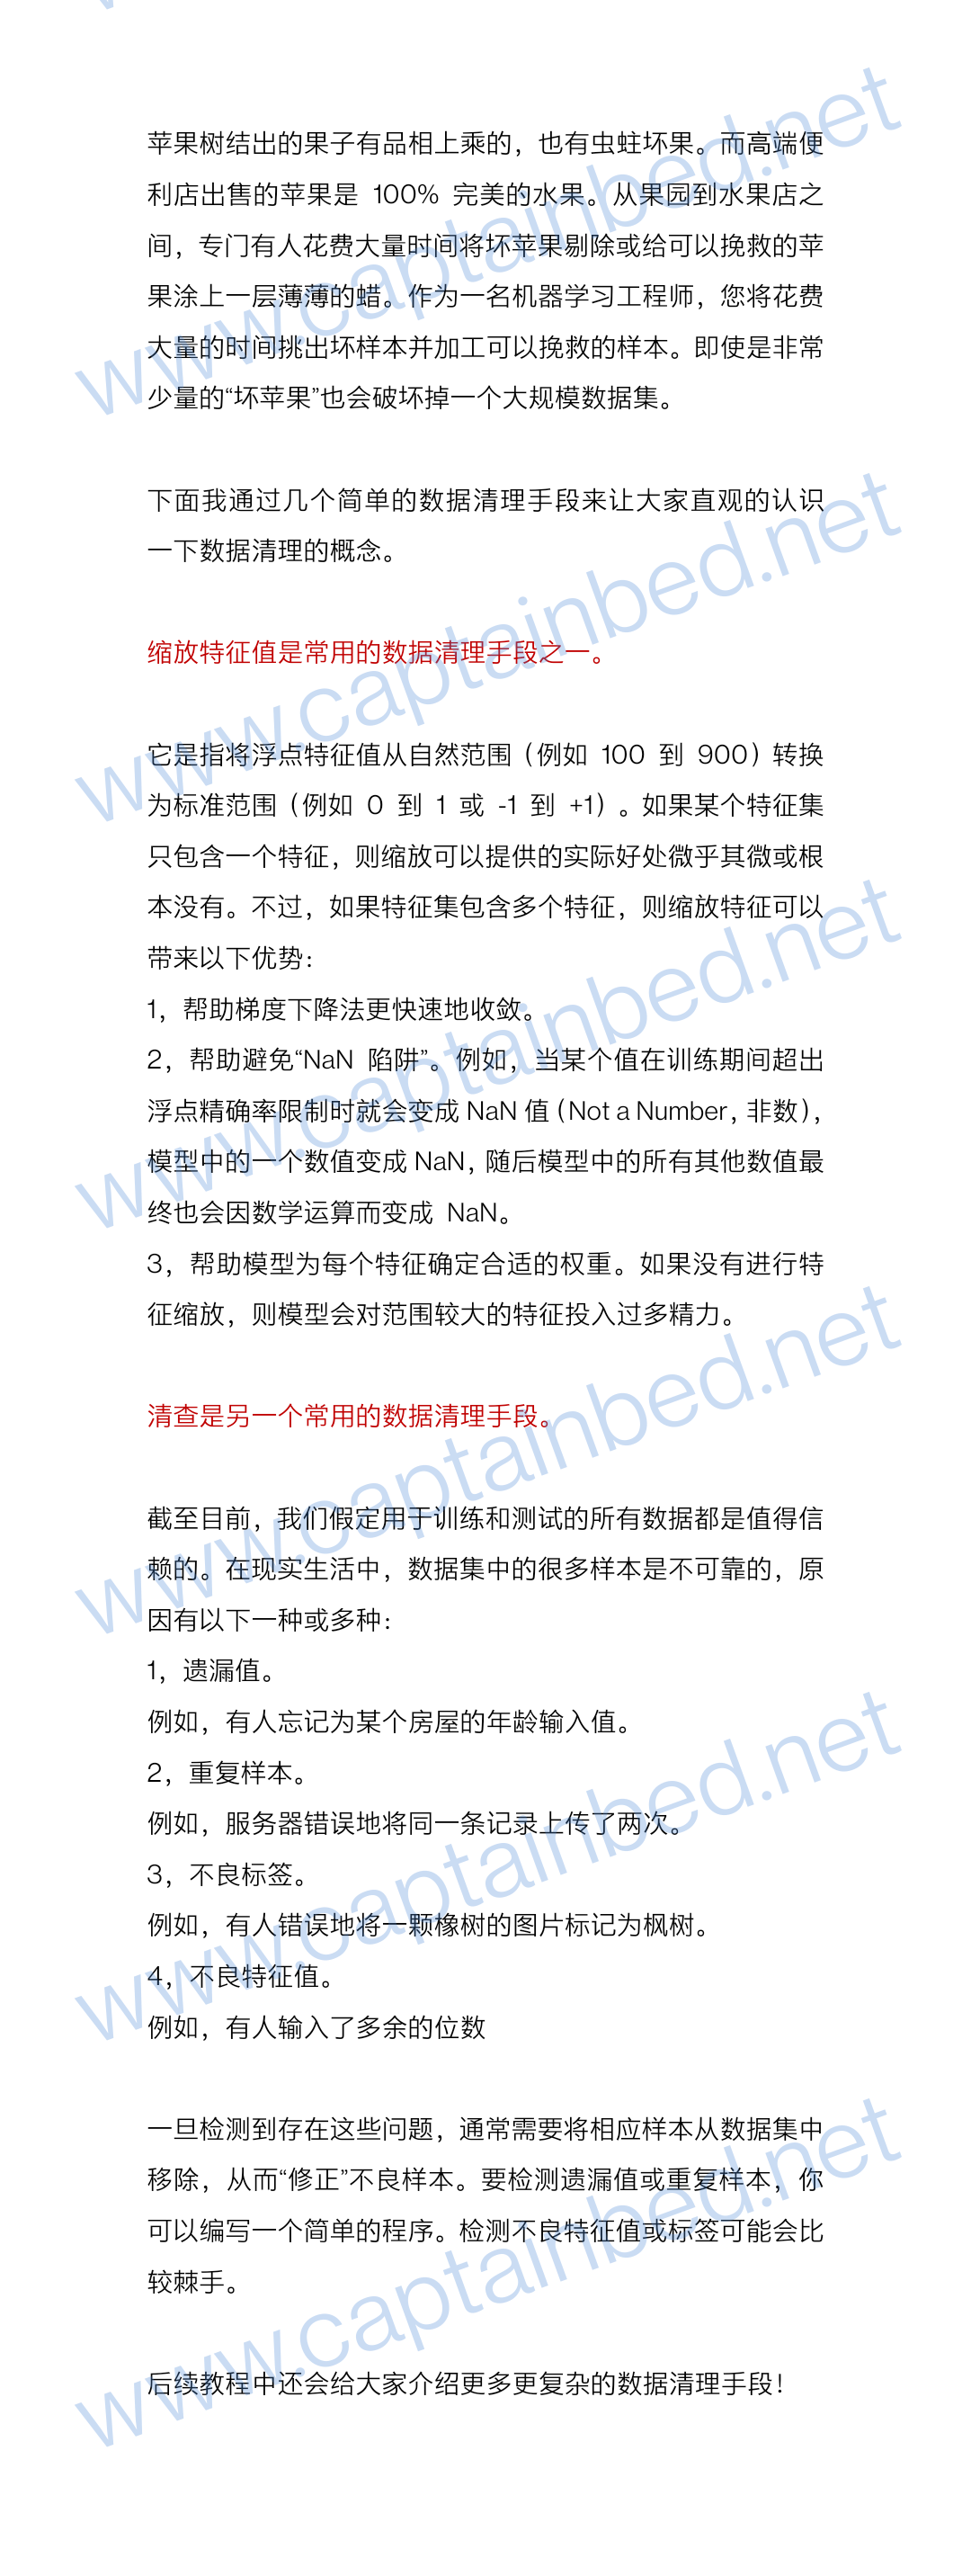 苹果树结出的果子有品相上乘的，也有虫蛀坏果。而高端便
利店出售的苹果是 100% 完美的水果。从果园到水果店之
间，专门有人花费大量时间将坏苹果剔除或给可以挽救的苹
果涂上一层薄薄的蜡。作为一名机器学习工程师，您将花费
大量的时间挑出坏样本并加工可以挽救的样本。即使是非常
少量的“坏苹果”也会破坏掉一个大规模数据集。
www.captainbed.net
下面我通过几个简单的数据清理手段来让大家直观的认识
一下数据清理的概念。
缩放特征值是常用的数据清理手段之一。
www.captainbed.net
它是指将浮点特征值从自然范围（例如 100 到 900）转换
为标准范围（例如 0 到 1 或 -1 到 +1）。如果某个特征集
只包含一个特征，则缩放可以提供的实际好处微乎其微或根
本没有。不过，如果特征集包含多个特征，则缩放特征可以
带来以下优势：
1，帮助梯度下降法更快速地收敛。
2，帮助避免“NaN 陷阱”。例如，当某个值在训练期间超出
浮点精确率限制时就会变成 NaN 值（Not a Number，非数），
模型中的一个数值变成 NaN，随后模型中的所有其他数值最
终也会因数学运算而变成 NaN。
www.captainbed.net
3，帮助模型为每个特征确定合适的权重。如果没有进行特
征缩放，则模型会对范围较大的特征投入过多精力。
清查是另一个常用的数据清理手段。
www.captainbed.net
截至目前，我们假定用于训练和测试的所有数据都是值得信
赖的。在现实生活中，数据集中的很多样本是不可靠的，原
因有以下一种或多种：
1，遗漏值。
例如，有人忘记为某个房屋的年龄输入值。
2，重复样本。
例如，服务器错误地将同一条记录上传了两次。
3，不良标签。
例如，有人错误地将一颗橡树的图片标记为枫树。
www.captainbed.net
4，不良特征值。
例如，有人输入了多余的位数
一旦检测到存在这些问题，通常需要将相应样本从数据集中
移除，从而“修正”不良样本。要检测遗漏值或重复样本，你
可以编写一个简单的程序。检测不良特征值或标签可能会比
较棘手。
www.captainbed.net
后续教程中还会给大家介绍更多更复杂的数据清理手段！